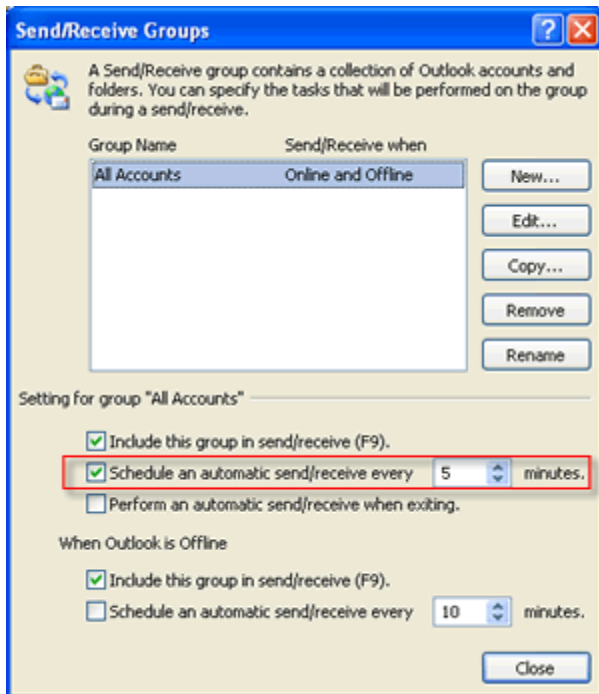 Send/Receive Groups
A Send/Receive group contains a collection of Outlook accounts and
folders. You can specify the tasks that will be performed on the group
during a send/receive.
Group Name Send/Receive when
All Accounts Online and Offline
New...
Edit...
Copy...
Remove
Rename
Setting for group "All Accounts"
Include this group in send/receive (F9).
Schedule an automatic send/receive every 5 minutes.
Perform an automatic send/receive when exiting.
When Outlook is Offline
Include this group in send/receive (F9).
Schedule an automatic send/receive every 10 minutes.
Close